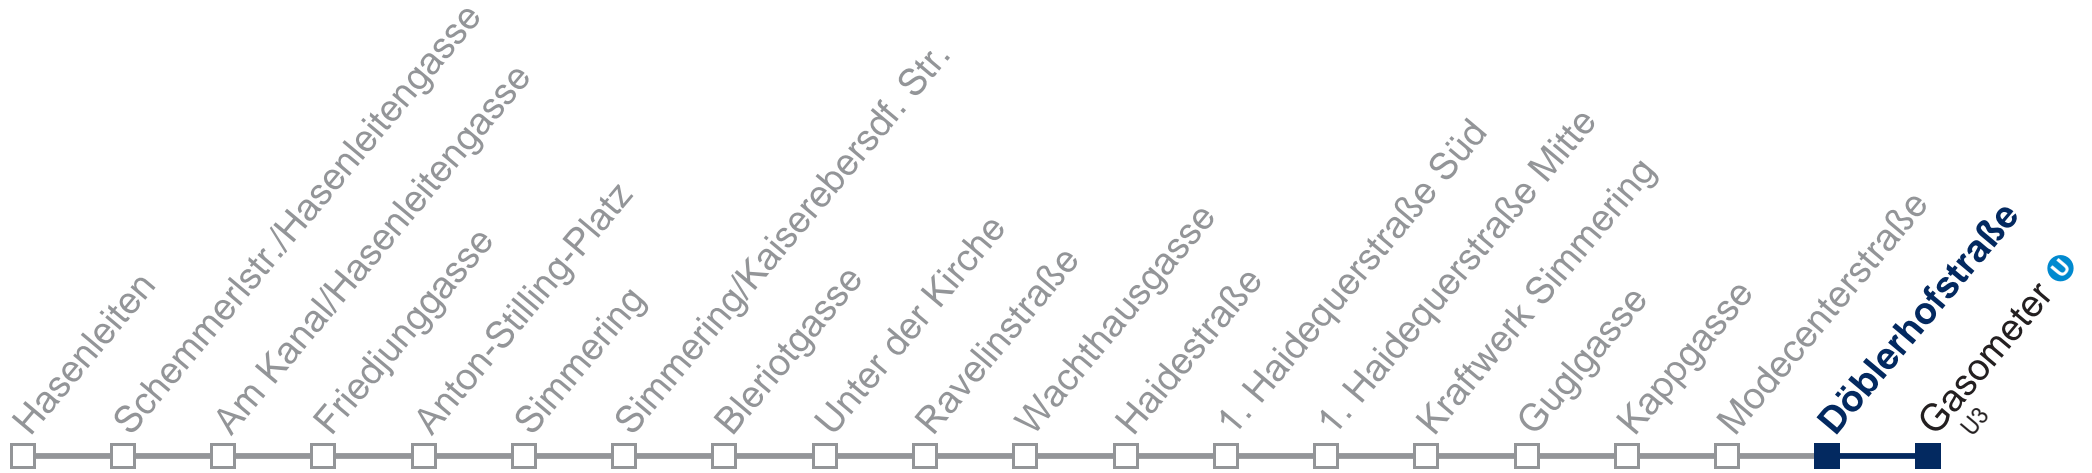 Hasenleiten
Schemmerlstr./Hasenleitengasse
Am Kanal/Hasenleitengasse
Friedjunggasse
Anton-Stilling-Platz
Simmering
Simmering/Kaiserebersdf. Str.
Bleriotgasse
Unter der Kirche
Ravelinstraße
Wachthausgasse
Haidestraße
1. Haidequerstraße Süd
1. Haidequerstraße Mitte
Kraftwerk Simmering
Guglgasse
Kappgasse
Modecenterstraße
Döblerhofstraße
Gasometer U
U3